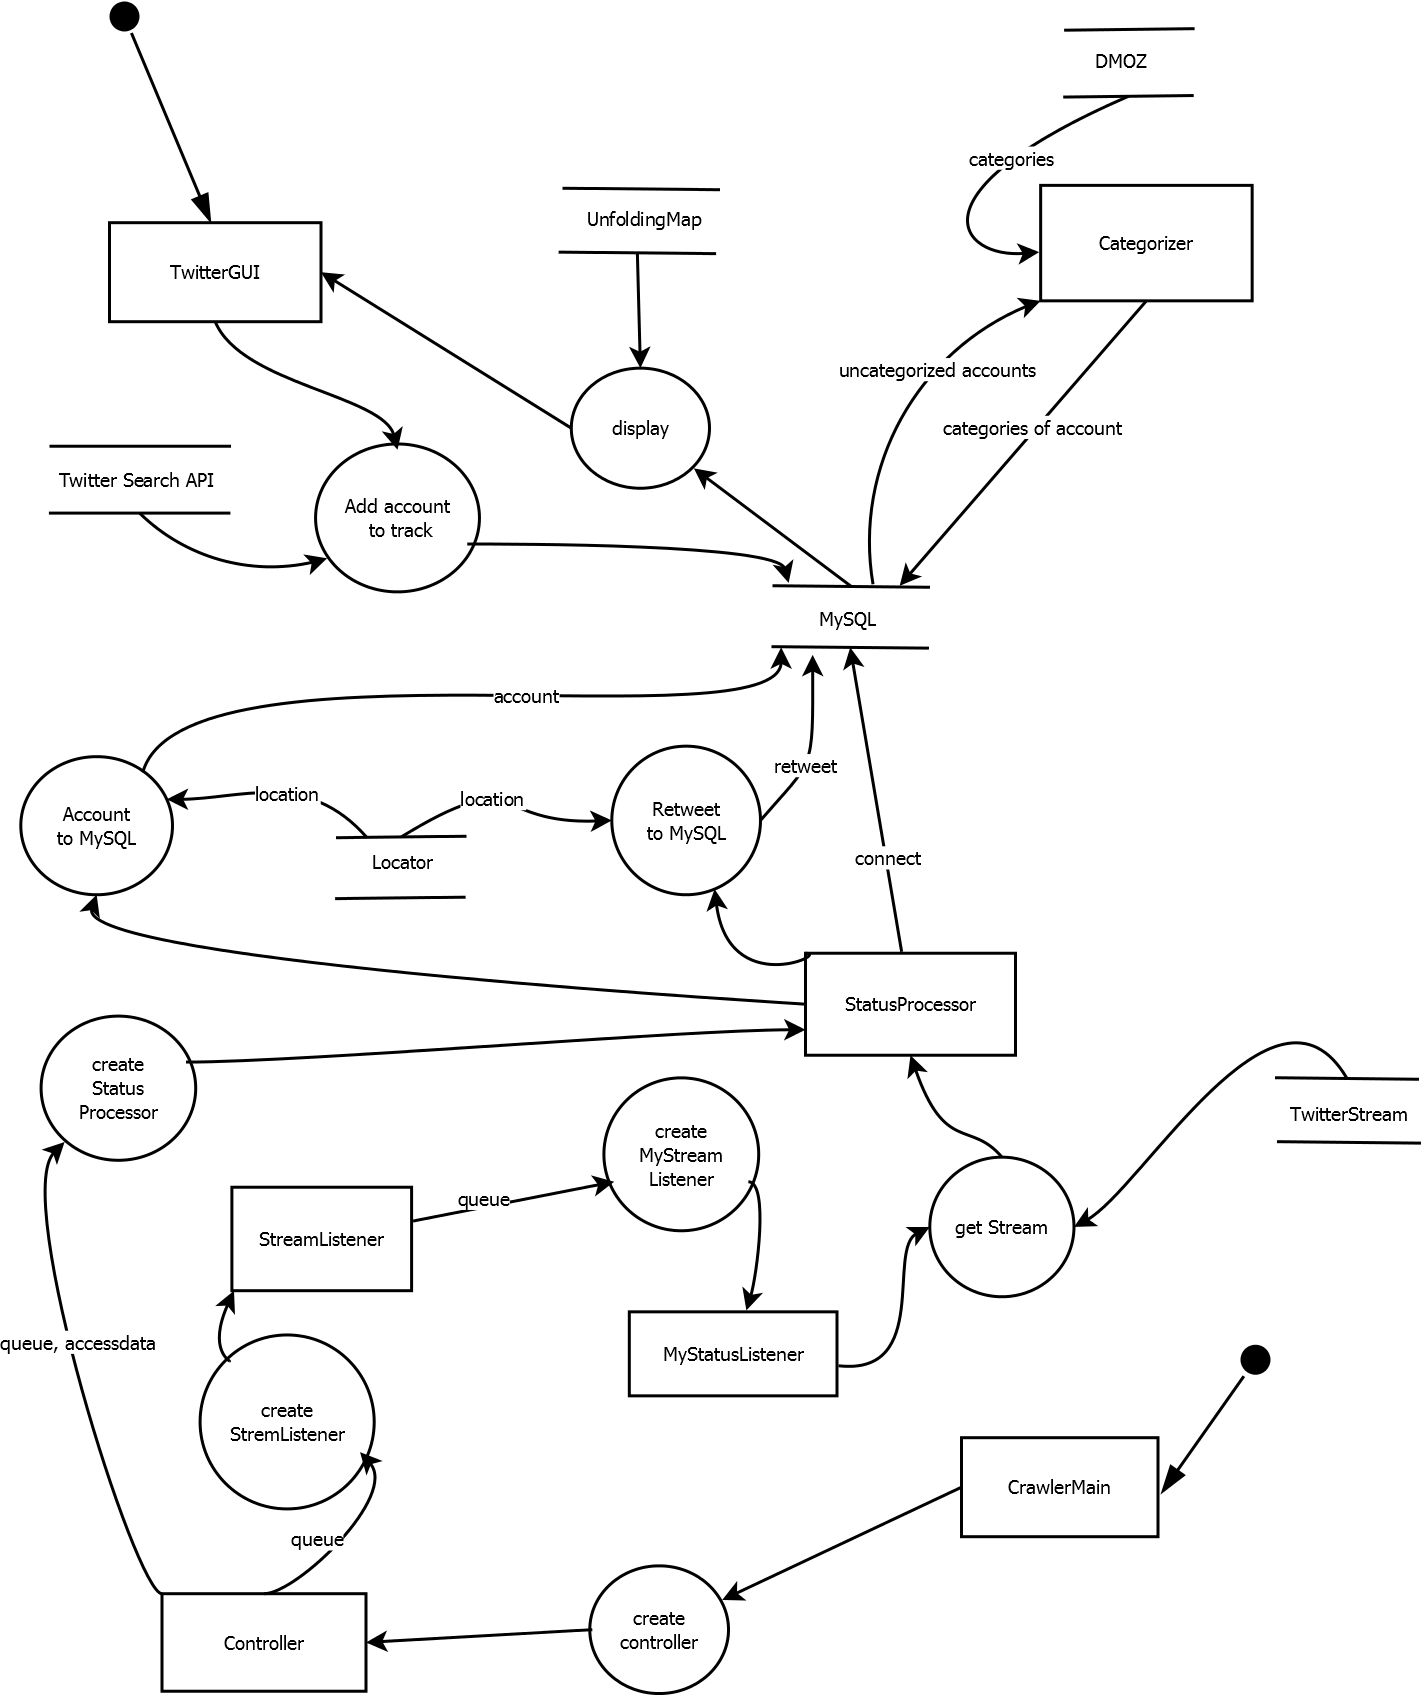 DMOZ
categories
UnfoldingMap
Categorizer
TwitterGUI
uncategorized accounts
display
categories of account
Twitter Search API
Add account
to track
MySQL
account
retweet
location
location
Account
to MySQL
Retweet
to MySQL
Locator
connect
StatusProcessor
create
Status
Processor
TwitterStream
create
MyStream
Listener
queue
get Stream
StreamListener
queue, accessdata
MyStatusListener
create
StremListener
CrawlerMain
queue
create
controller
Controller